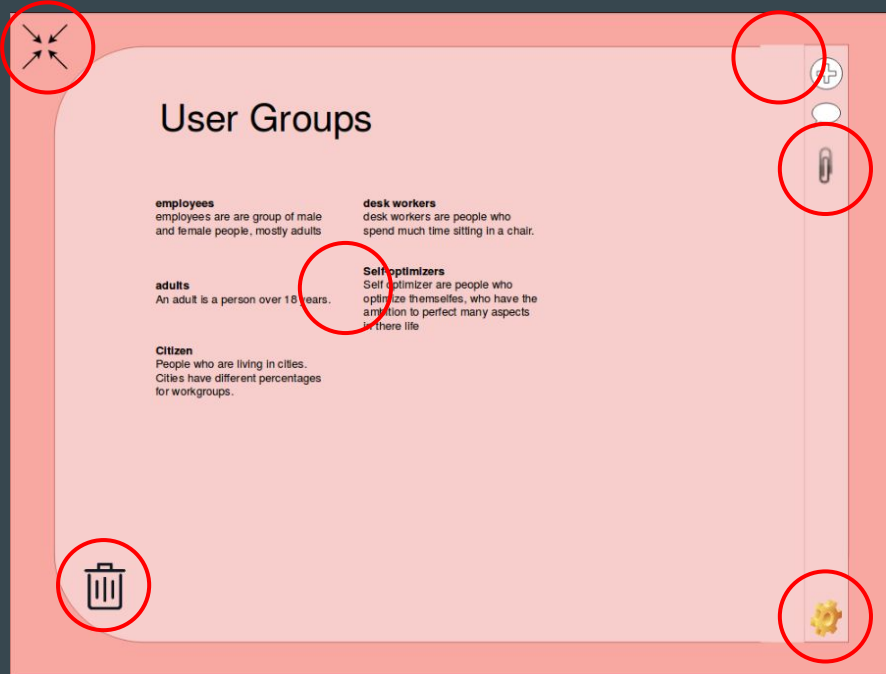 User Groups
employees
employees are are group of male
and female people, mostly adults
desk workers
desk workers are people who
spend much time sitting in a chair.
adults
An adult is a person over 18 years.
Self-optimizers
Self optimizer are people who
optimize themselfes, who have the
ambition to perfect many aspects
in there life
Citizen
People who are living in cities.
Cities have different percentages
for workgroups.